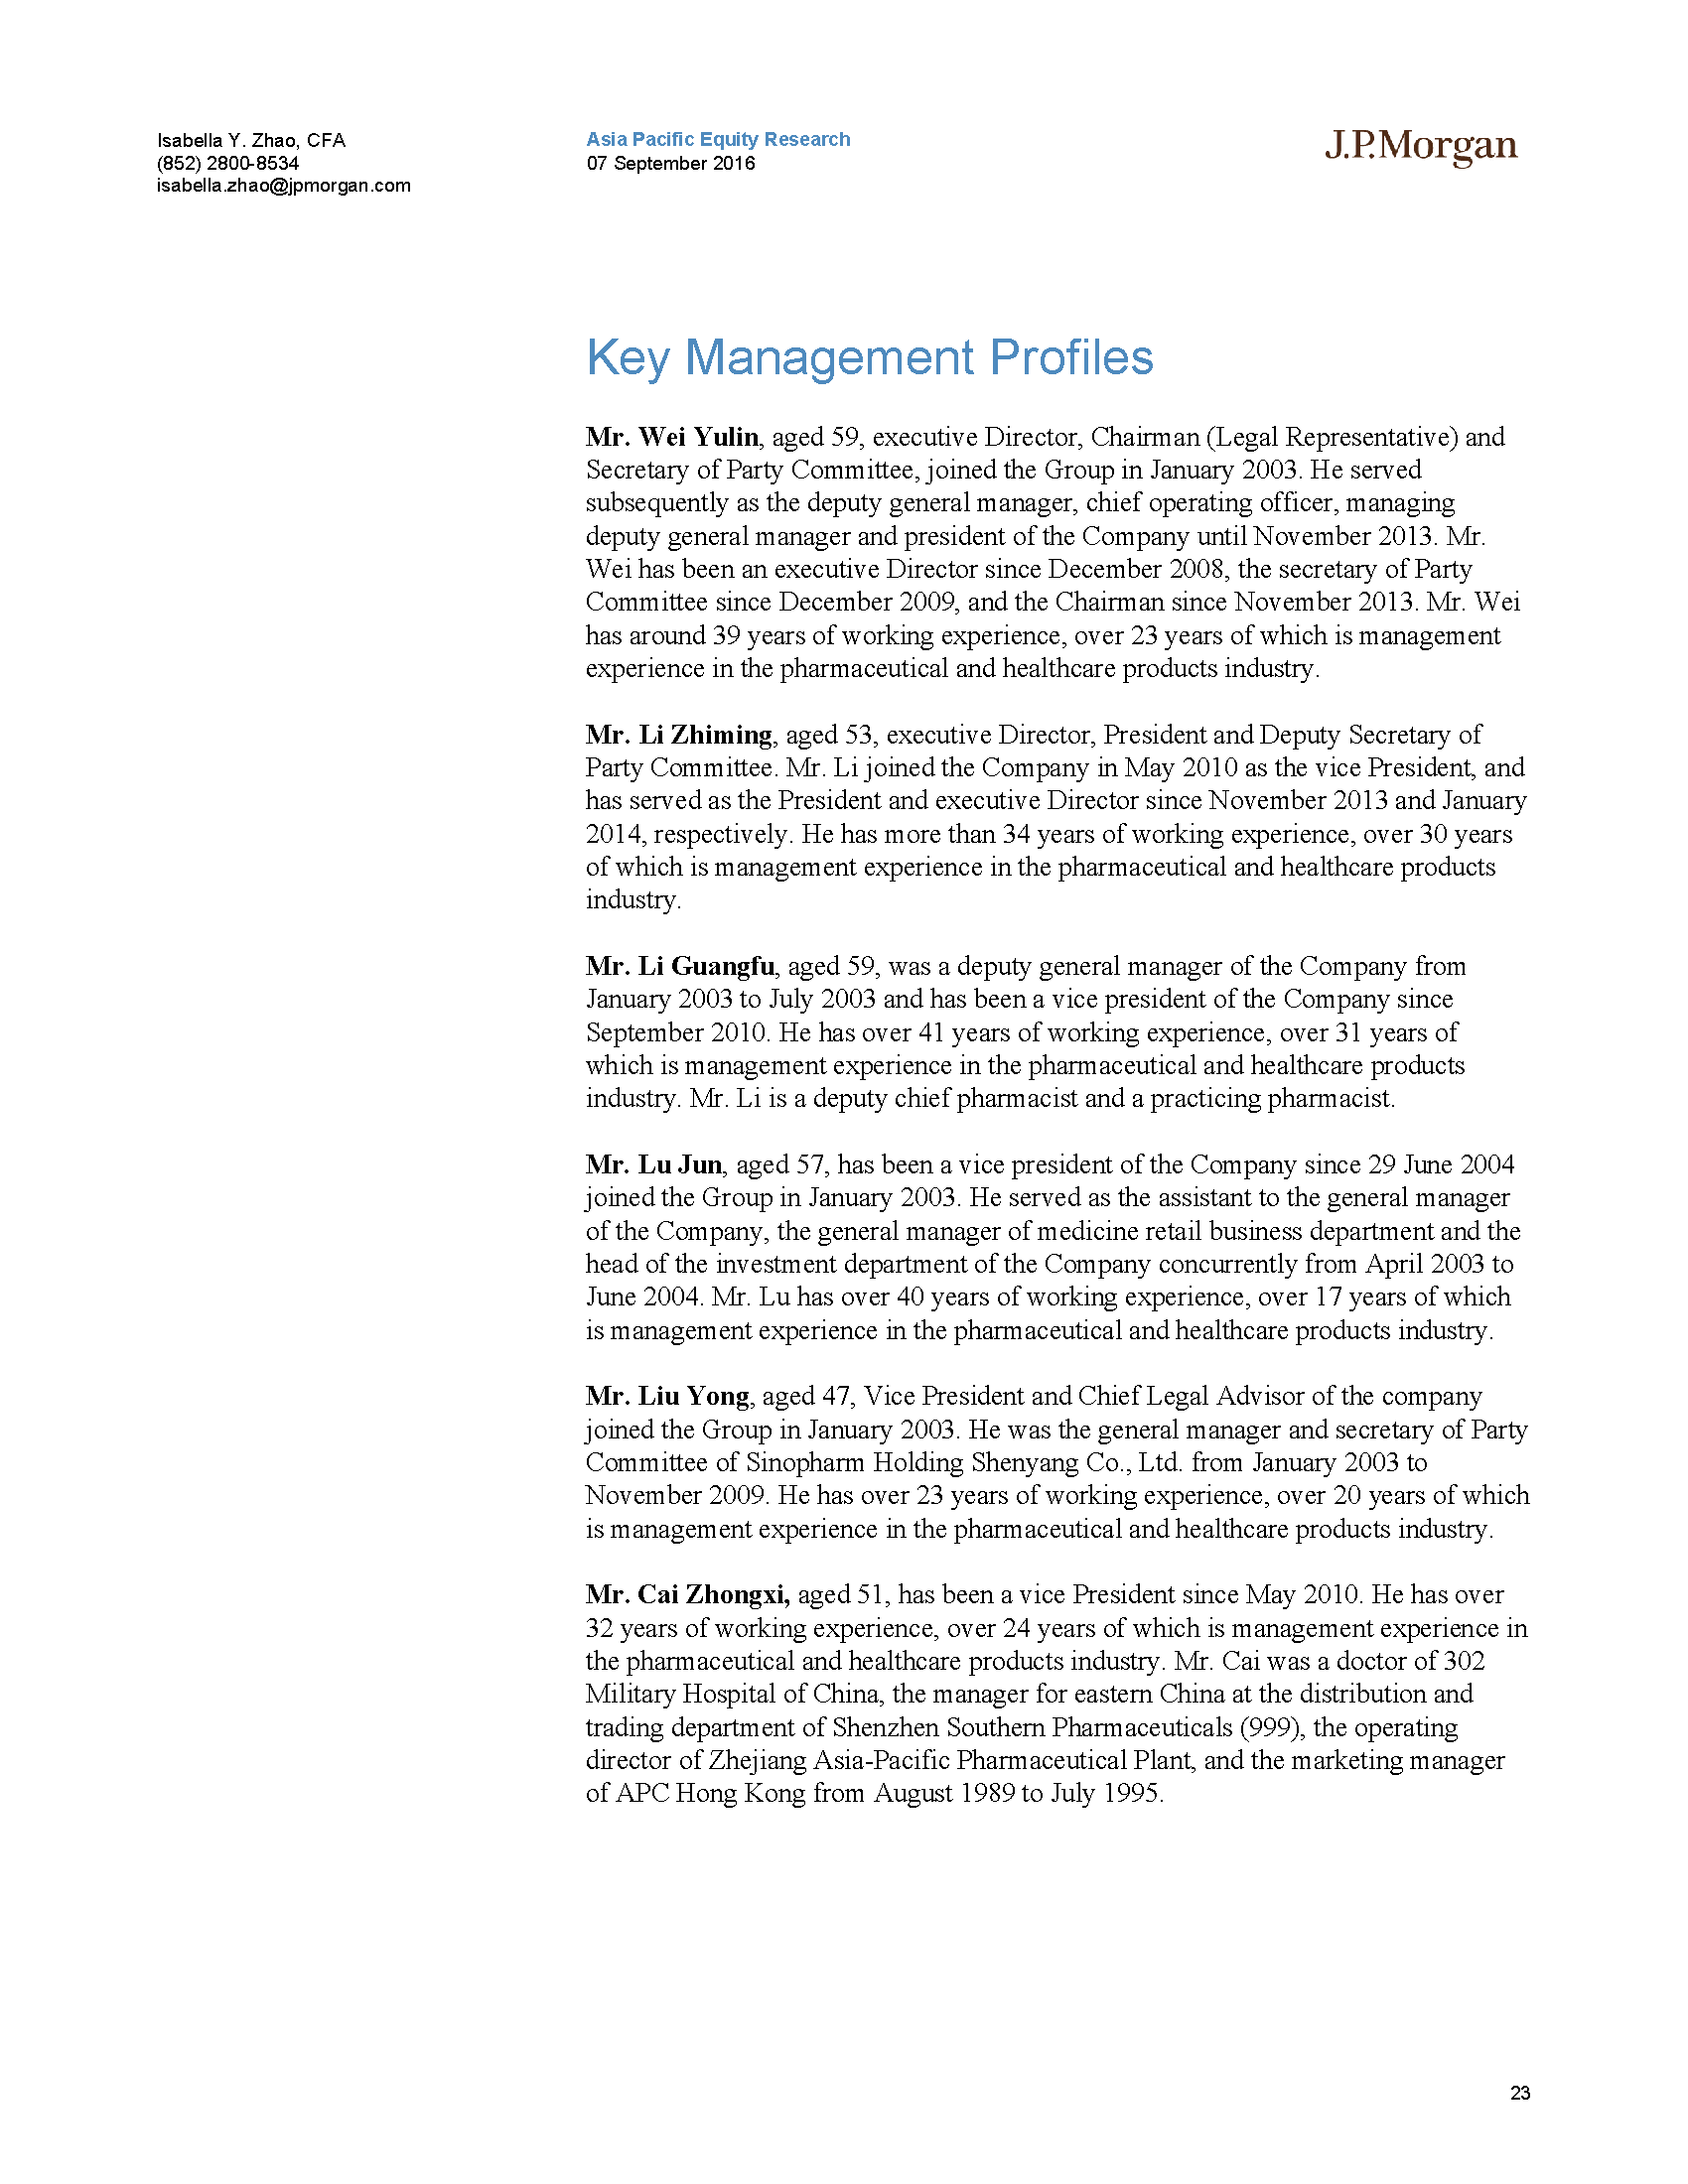 Isabella Y. Zhao, CFA
(852) 2800-8534
isabella.zhao@jpmorgan.com
Asia Pacific Equity Research
07 September 2016
J.P.Morgan
Key Management Profiles
Mr. Wei Yulin, aged 59, executive Director, Chairman (Legal Representative) and
Secretary of Party Committee, joined the Group in January 2003. He served
subsequently as the deputy general manager, chief operating officer, managing
deputy general manager and president of the Company until November 2013. Mr.
Wei has been an executive Director since December 2008, the secretary of Party
Committee since December 2009, and the Chairman since November 2013. Mr. Wei
has around 39 years of working experience, over 23 years of which is management
experience in the pharmaceutical and healthcare products industry.
Mr. Li Zhiming, aged 53, executive Director, President and Deputy Secretary of
Party Committee. Mr. Li joined the Company in May 2010 as the vice President, and
has served as the President and executive Director since November 2013 and January
2014, respectively. He has more than 34 years of working experience, over 30 years
of which is management experience in the pharmaceutical and healthcare products
industry.
Mr. Li Guangfu, aged 59, was a deputy general manager of the Company from
January 2003 to July 2003 and has been a vice president of the Company since
September 2010. He has over 41 years of working experience, over 31 years of
which is management experience in the pharmaceutical and healthcare products
industry. Mr. Li is a deputy chief pharmacist and a practicing pharmacist.
Mr. Lu Jun, aged 57, has been a vice president of the Company since 29 June 2004
joined the Group in January 2003. He served as the assistant to the general manager
of the Company, the general manager of medicine retail business department and the
head of the investment department of the Company concurrently from April 2003 to
June 2004. Mr. Lu has over 40 years of working experience, over 17 years of which
is management experience in the pharmaceutical and healthcare products industry.
Mr. Liu Yong, aged 47, Vice President and Chief Legal Advisor of the company
joined the Group in January 2003. He was the general manager and secretary of Party
Committee of Sinopharm Holding Shenyang Co., Ltd. from January 2003 to
November 2009. He has over 23 years of working experience, over 20 years of which
is management experience in the pharmaceutical and healthcare products industry.
Mr. Cai Zhongxi, aged 51, has been a vice President since May 2010. He has over
32 years of working experience, over 24 years of which is management experience in
the pharmaceutical and healthcare products industry. Mr. Cai was a doctor of 302
Military Hospital of China, the manager for eastern China at the distribution and
trading department of Shenzhen Southern Pharmaceuticals (999), the operating
director of Zhejiang Asia-Pacific Pharmaceutical Plant, and the marketing manager
of APC Hong Kong from August 1989 to July 1995.
23